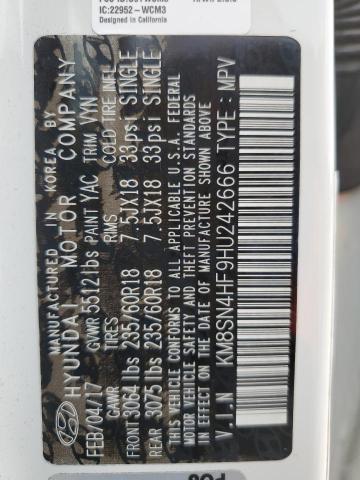 IC:22952-WCM3
Designed in California
MANUFACTURED IN KOREA. BY
HYUNDAI MOTOR COMPANY
FEB/04/17 GVWR 5512 lbs PAINT YAC TRIM VYN
GAWR TIRES RIMS COLD TIRE INFL
FRONT 3064 lbs 235/60R18 7.5JX18 33 psi SINGLE
REAR 3075 lbs 235/60R18 7.5JX18 33 psi SINGLE
THIS VEHICLE CONFORMS TO ALL APPLICABLE U.S.A. FEDERAL
MOTOR VEHICLE SAFETY AND THEFT PREVENTION STANDARDS
IN EFFECT ON THE DATE OF MANUFACTURE SHOWN ABOVE
V.I.N : KM8SN4HF9HU242666 TYPE : MPV